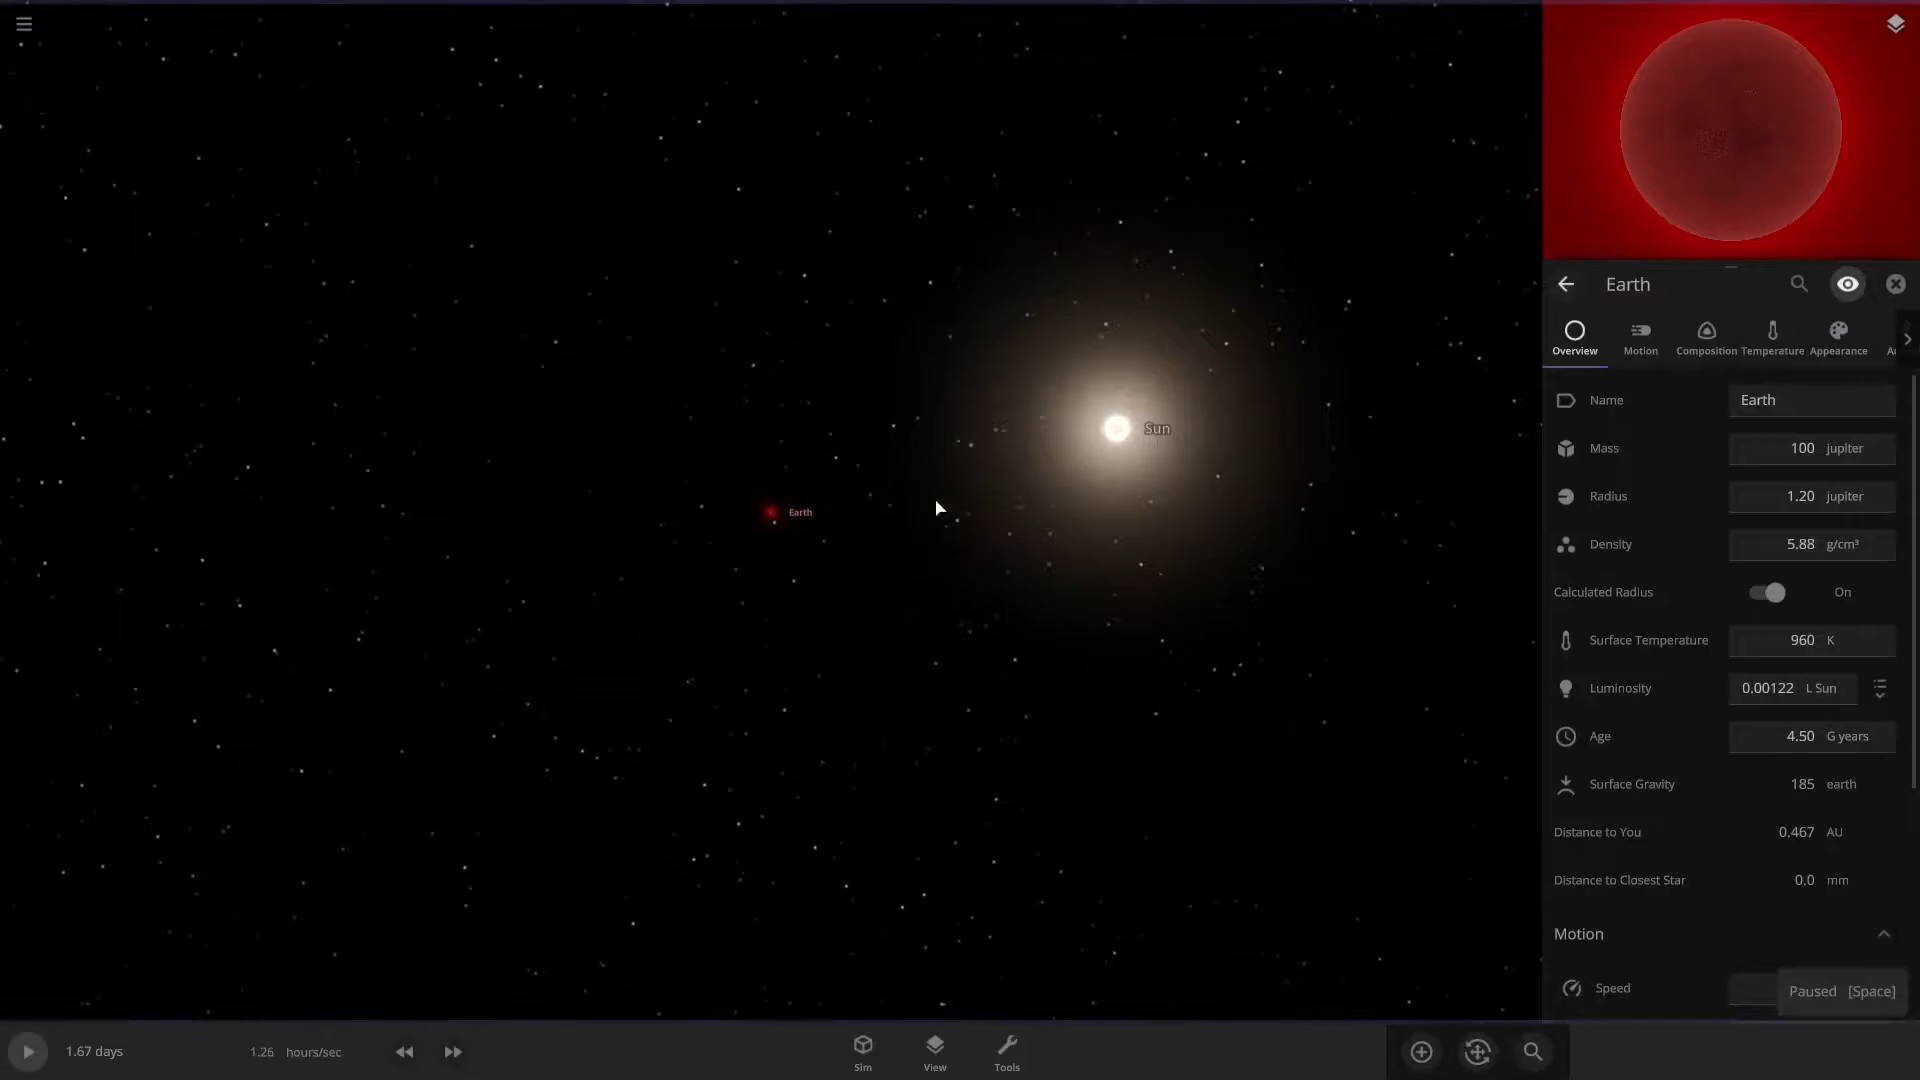 Sun
Earth
Earth
Overview
Motion
Composition
Temperature
Appearance
Name
Earth
Mass
100 jupiter
Radius
1.20 jupiter
Density
5.88 g/cm³
Calculated Radius
On
Surface Temperature
960 K
Luminosity
0.00122 L Sun
Age
4.50 G years
Surface Gravity
185 earth
Distance to You
0.467 AU
Distance to Closest Star
0.0 mm
Motion
Speed
Paused [Space]
1.67 days
1.26 hours/sec
Sim
View
Tools